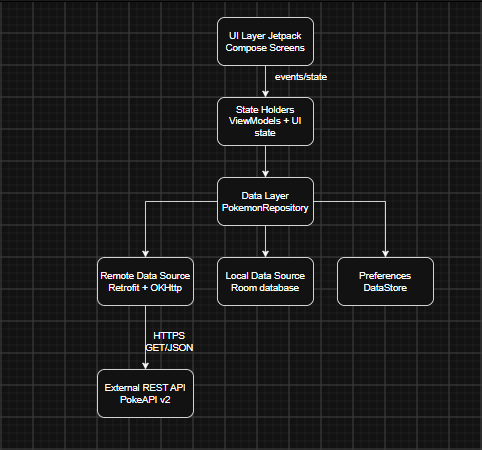 UI Layer Jetpack
Compose Screens
events/state
State Holders
ViewModels + UI
state
Data Layer
PokemonRepository
Remote Data Source
Retrofit + OKHttp
Local Data Source
Room database
Preferences
DataStore
HTTPS
GET/JSON
External REST API
PokeAPI v2